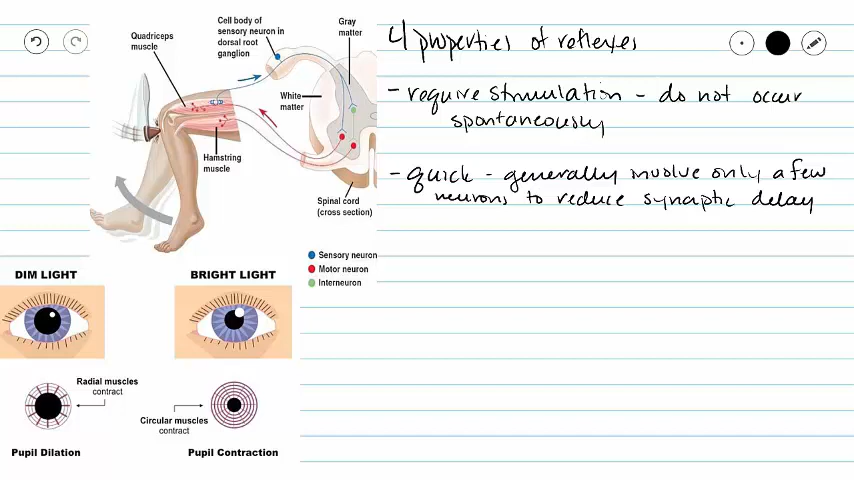 Quadriceps
muscle
Cell body of
sensory neuron in
dorsal root
ganglion
Gray
matter
White
matter
Hamstring
muscle
Spinal cord
(cross section)
Sensory neuron
Motor neuron
Interneuron
DIM LIGHT
BRIGHT LIGHT
Radial muscles
contract
Circular muscles
contract
Pupil Dilation
Pupil Contraction
4 properties of reflexes
- require stimulation - do not occur
spontaneously
- quick - generally involve only a few
neurons to reduce synaptic delay